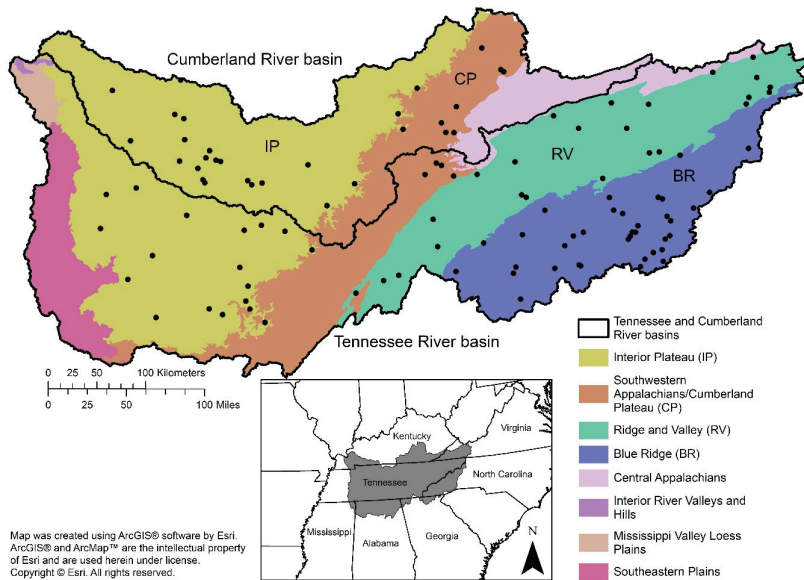 Cumberland River basin
CP
IP
RV
BR
Tennessee River basin
0 25 50 100 Kilometers
0 25 50 100 Miles
Tennessee and Cumberland
River basins
Interior Plateau (IP)
Southwestern
Appalachians/Cumberland
Plateau (CP)
Ridge and Valley (RV)
Blue Ridge (BR)
Central Appalachians
Interior River Valleys and
Hills
Mississippi Valley Loess
Plains
Southeastern Plains
Kentucky
Virginia
Tennessee
North Carolina
Mississippi
Alabama
Georgia
N
Map was created using ArcGIS® software by Esri.
ArcGIS® and ArcMap™ are the intellectual property
of Esri and are used herein under license.
Copyright © Esri. All rights reserved.